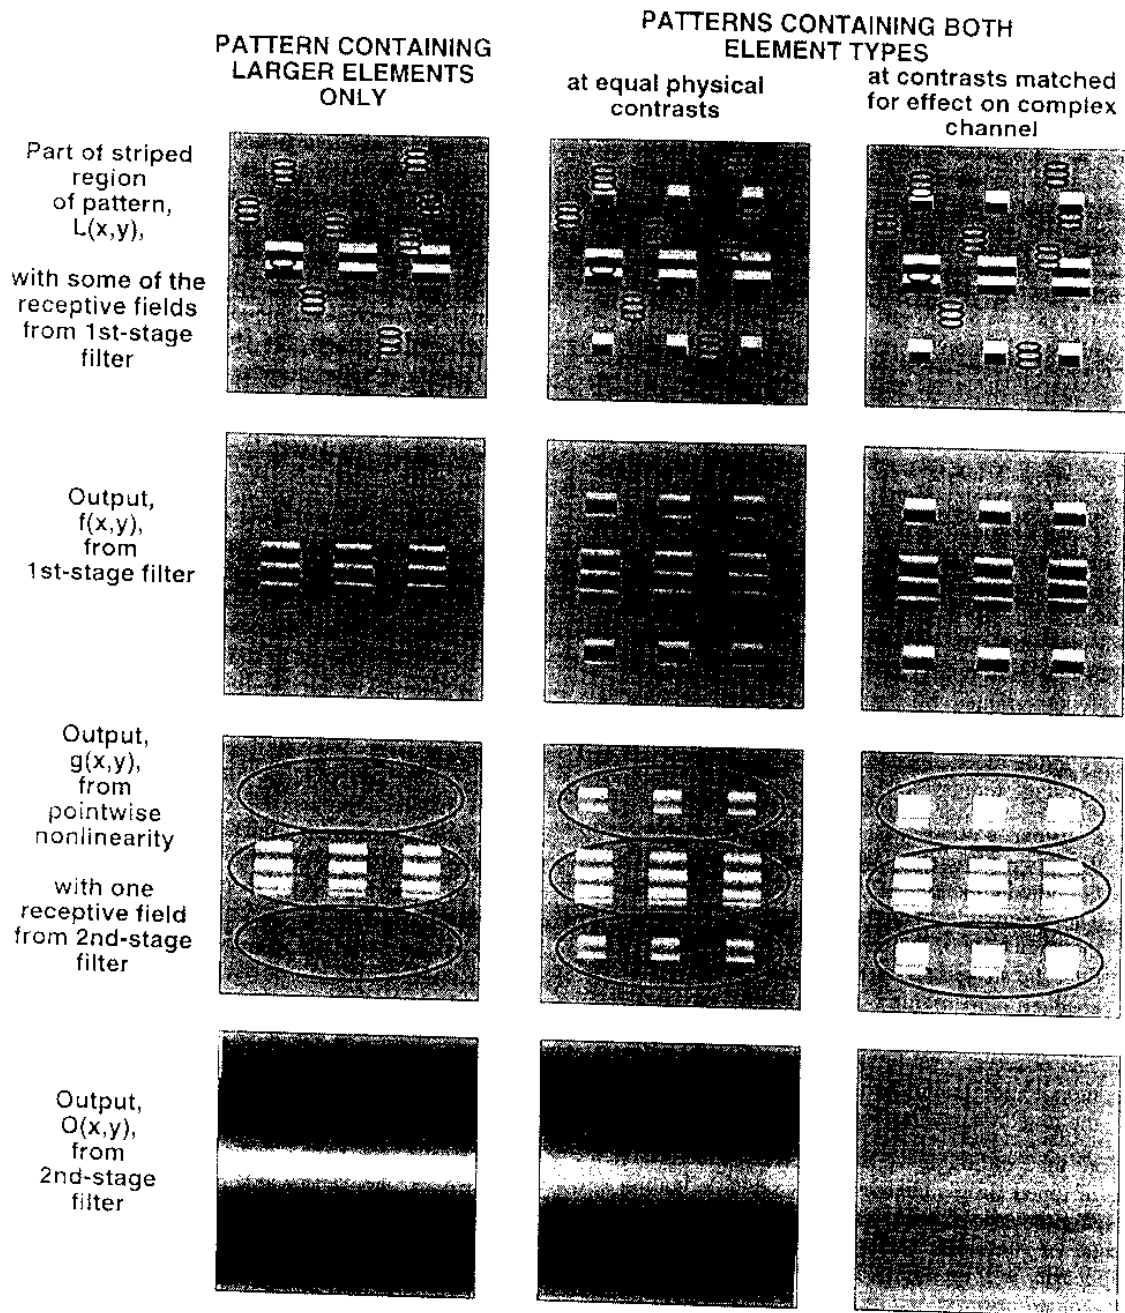 PATTERN CONTAINING
LARGER ELEMENTS
ONLY
PATTERNS CONTAINING BOTH
ELEMENT TYPES
at equal physical
contrasts
at contrasts matched
for effect on complex
channel
Part of striped
region
of pattern,
L(x,y),
with some of the
receptive fields
from 1st-stage
filter
Output,
f(x,y),
from
1st-stage filter
Output,
g(x,y),
from
pointwise
nonlinearity
with one
receptive field
from 2nd-stage
filter
Output,
O(x,y),
from
2nd-stage
filter